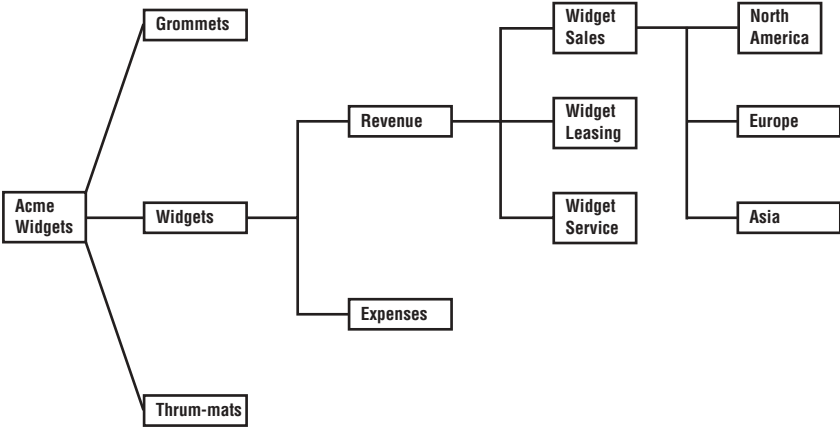 Acme
Widgets
Grommets
Widgets
Thrum-mats
Revenue
Expenses
Widget
Sales
Widget
Leasing
Widget
Service
North
America
Europe
Asia